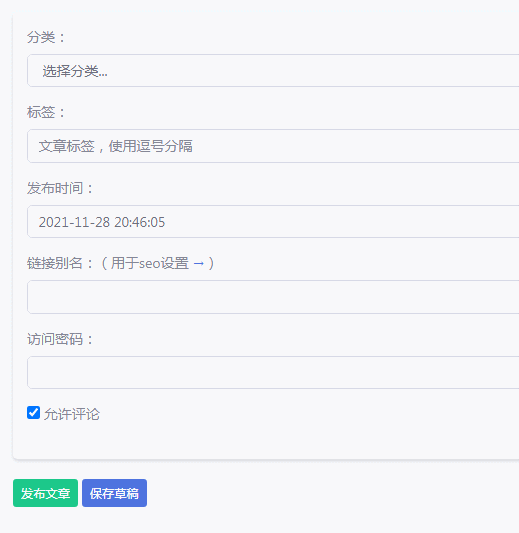 分类：
选择分类...
标签：
文章标签，使用逗号分隔
发布时间：
2021-11-28 20:46:05
链接别名：（用于seo设置 →）
访问密码：
允许评论
发布文章 保存草稿